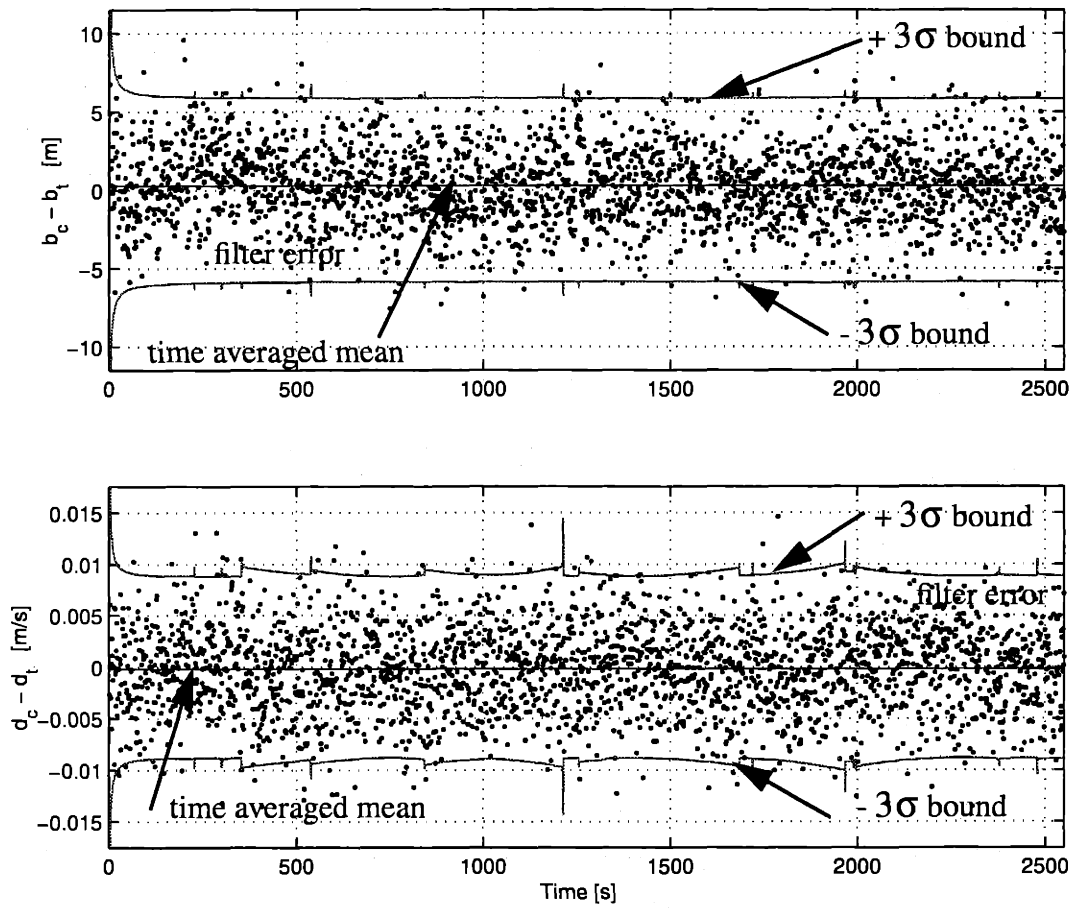 10
5
0
−5
−10
b_c − b_t [m]
+ 3σ bound
filter error
time averaged mean
- 3σ bound
0 500 1000 1500 2000 2500
0.015
0.01
0.005
0
−0.005
−0.01
−0.015
d_c − d_t [m/s]
+ 3σ bound
filter error
time averaged mean
- 3σ bound
0 500 1000 1500 2000 2500
Time [s]